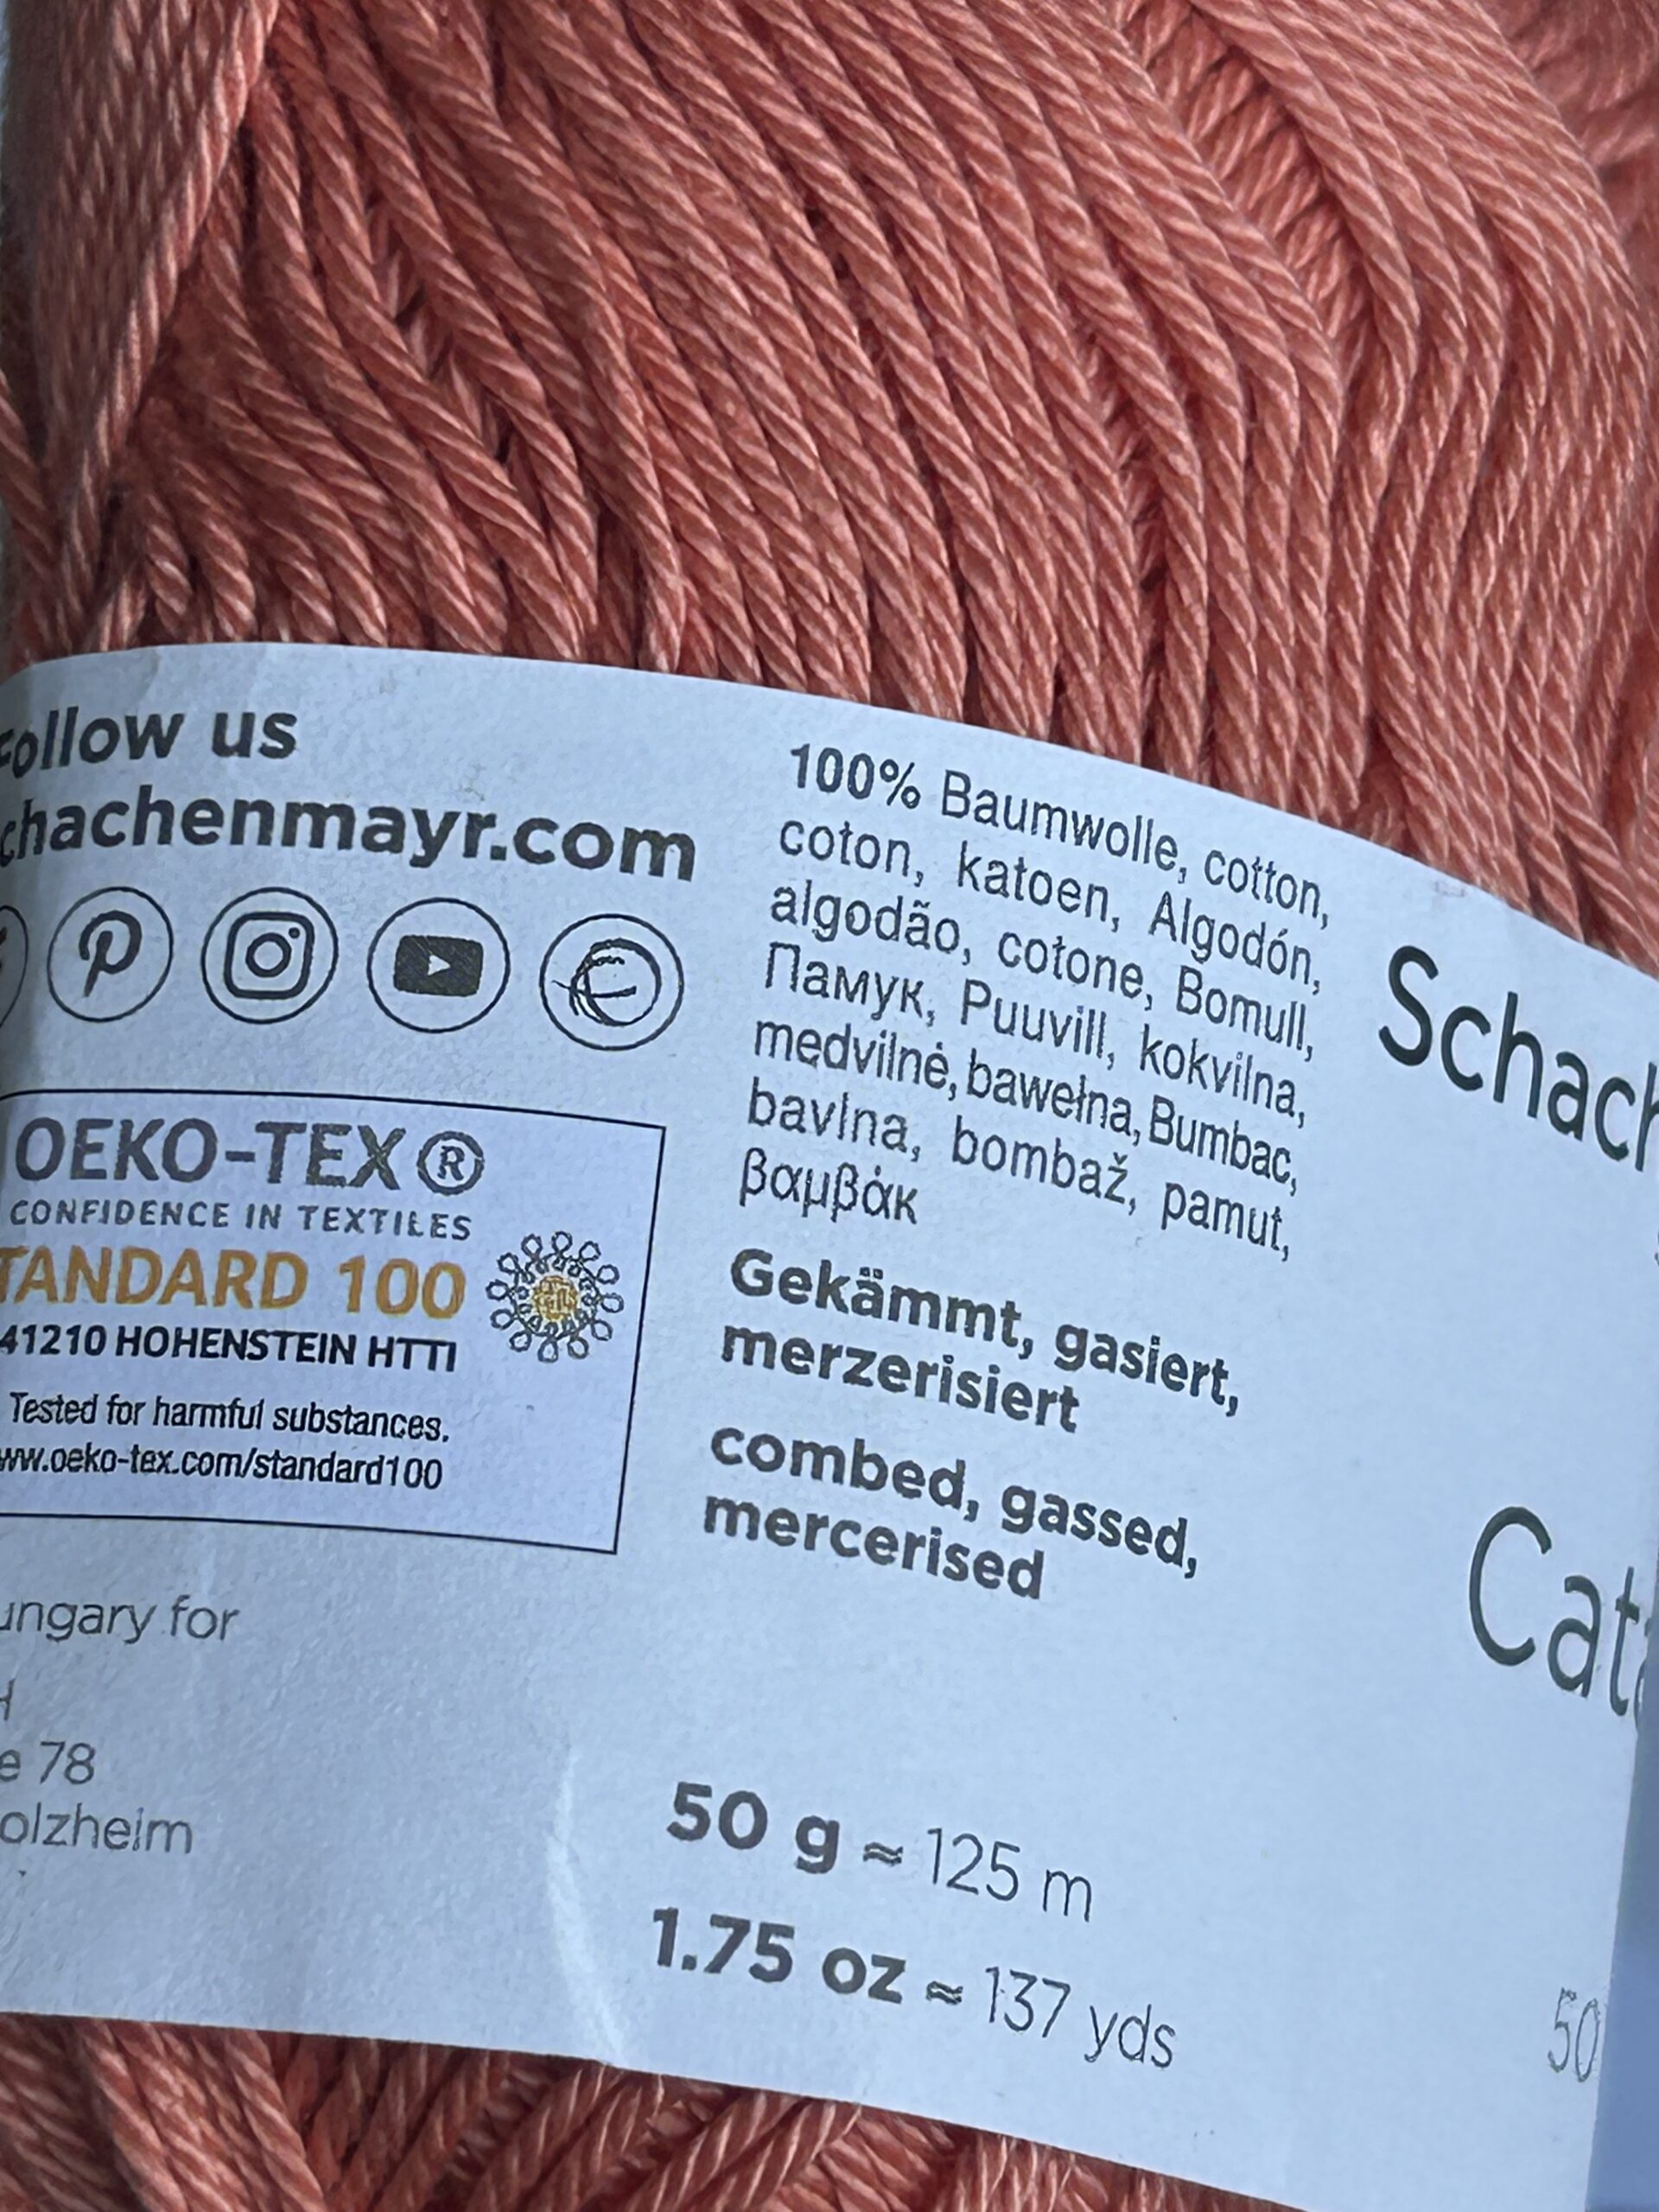 Follow us
chachenmayr.com
OEKO-TEX®
CONFIDENCE IN TEXTILES
TANDARD 100
41210 HOHENSTEIN HTTI
Tested for harmful substances.
ww.oeko-tex.com/standard100
ungary for
e 78
olzheim
100% Baumwolle, cotton,
coton, katoen, Algodón,
algodão, cotone, Bomull,
Памук, Puuvill, kokvilna,
medvilnė, bawełna, Bumbac,
bavlna, bombaž, pamut,
βαμβάκ
Gekämmt, gasiert,
merzerisiert
combed, gassed,
mercerised
50 g ≈ 125 m
1.75 oz ≈ 137 yds
Schach
Cata
50